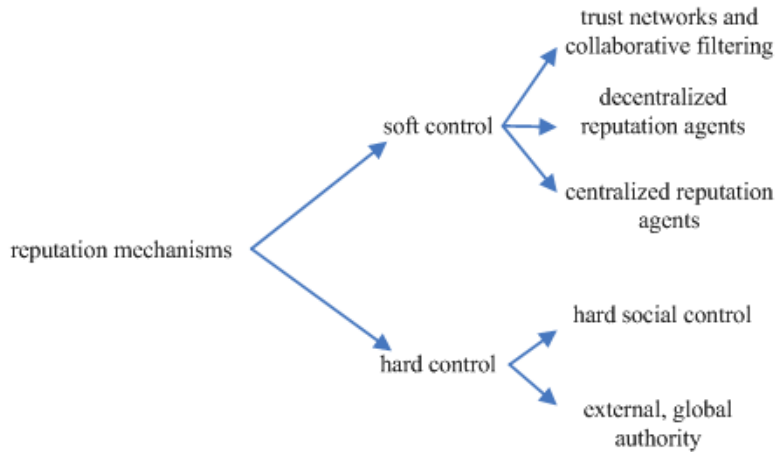 trust networks and
collaborative filtering
decentralized
reputation agents
soft control
centralized reputation
agents
reputation mechanisms
hard social control
hard control
external, global
authority